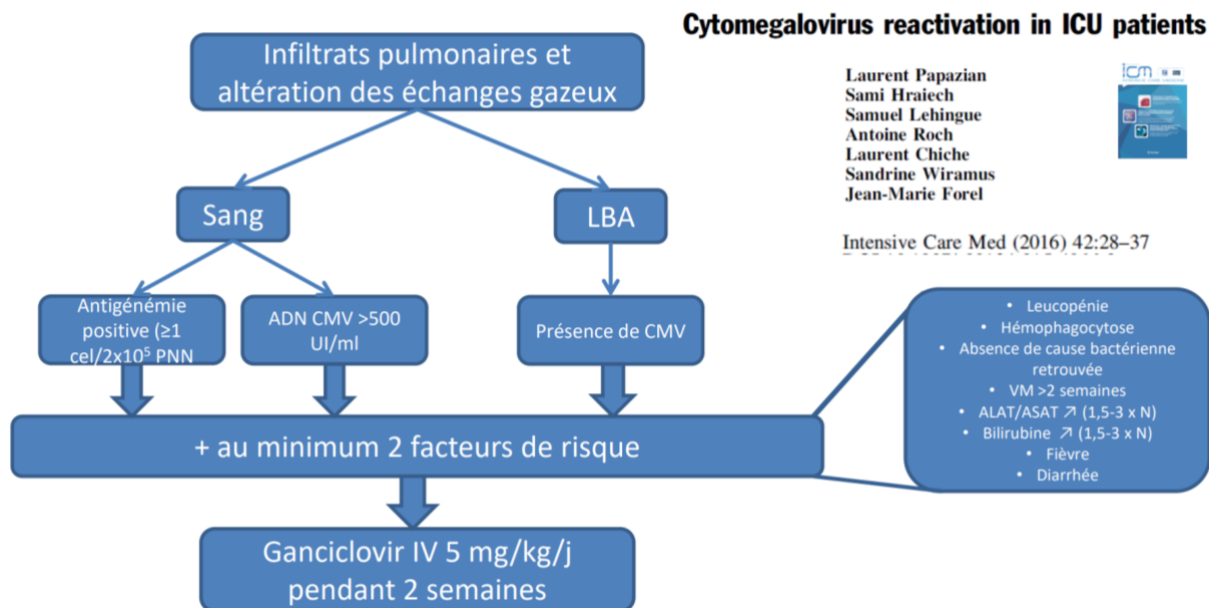 Cytomegalovirus reactivation in ICU patients
Laurent Papazian
Sami Hraiech
Samuel Lehingue
Antoine Roch
Laurent Chiche
Sandrine Wiramus
Jean-Marie Forel
icm
Intensive Care Med (2016) 42:28–37
Infiltrats pulmonaires et
altération des échanges gazeux
Sang
LBA
Antigénémie
positive (≥1
cel/2x10⁵ PNN
ADN CMV >500
UI/ml
Présence de CMV
+ au minimum 2 facteurs de risque
• Leucopénie
• Hémophagocytose
• Absence de cause bactérienne
retrouvée
• VM >2 semaines
• ALAT/ASAT ↗ (1,5-3 x N)
• Bilirubine ↗ (1,5-3 x N)
• Fièvre
• Diarrhée
Ganciclovir IV 5 mg/kg/j
pendant 2 semaines